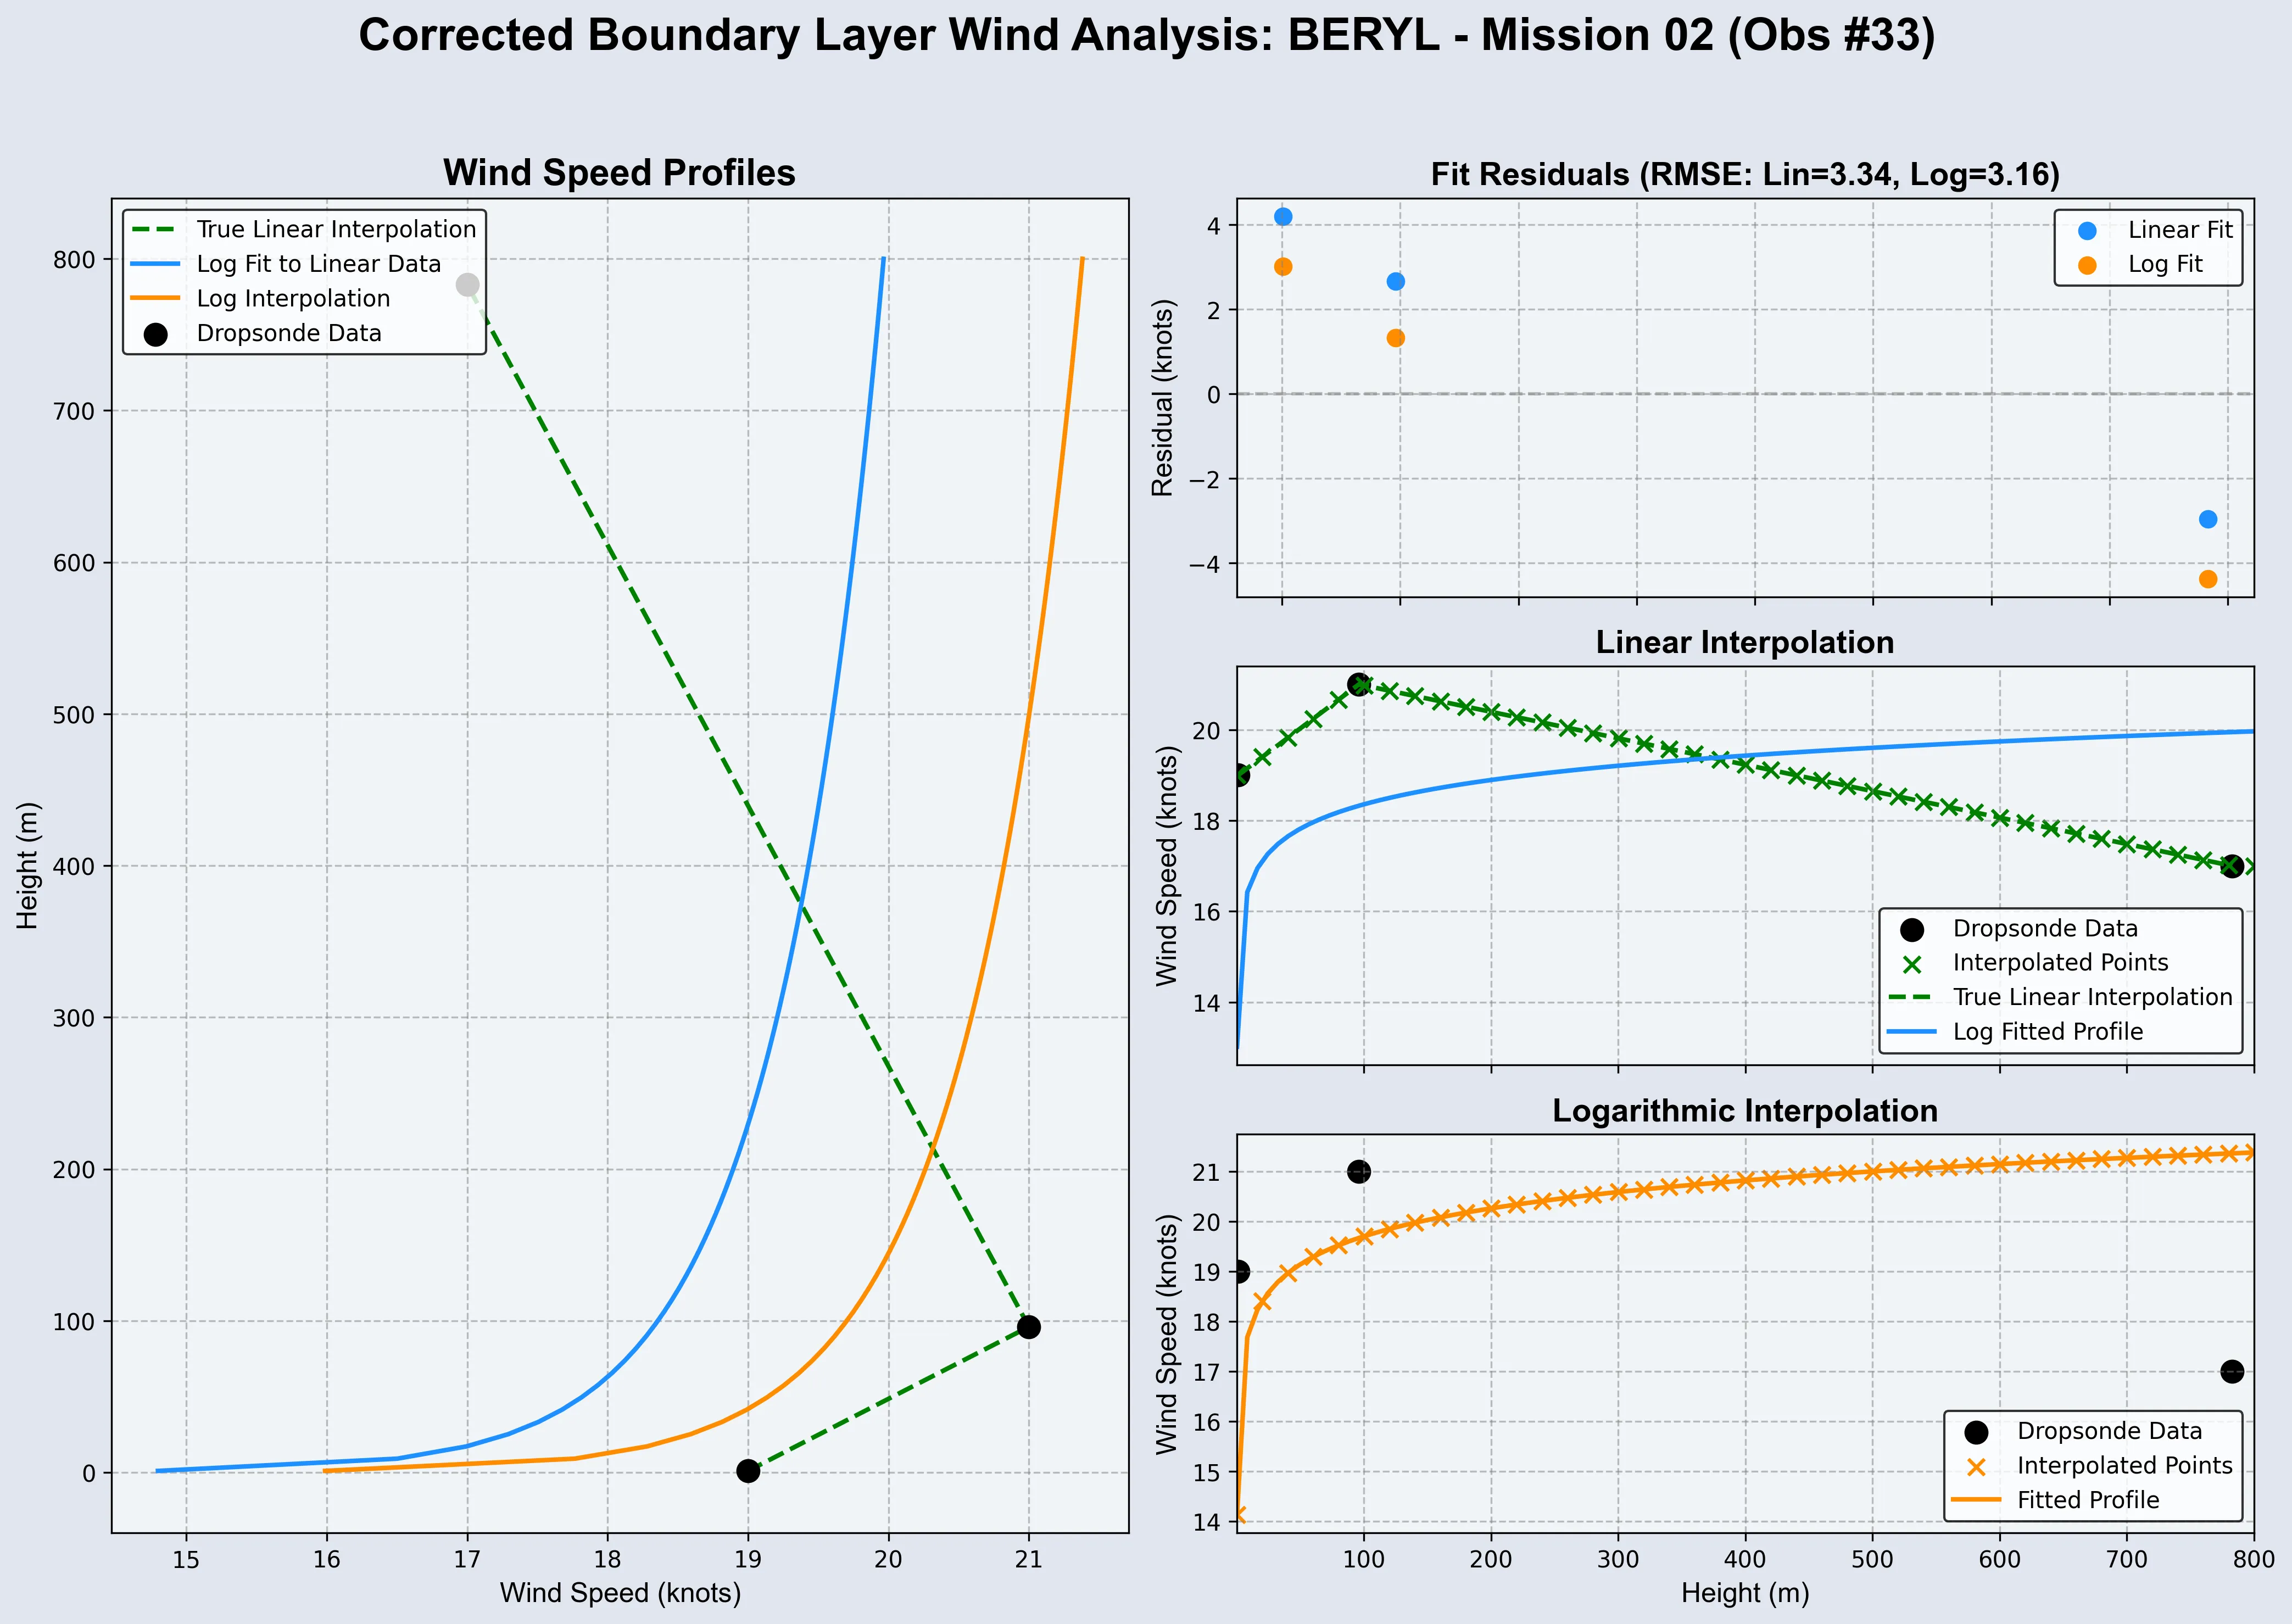 Corrected Boundary Layer Wind Analysis: BERYL - Mission 02 (Obs #33)
Wind Speed Profiles
True Linear Interpolation
Log Fit to Linear Data
Log Interpolation
Dropsonde Data
800
700
600
500
400
300
200
100
0
Height (m)
15 16 17 18 19 20 21
Wind Speed (knots)
Fit Residuals (RMSE: Lin=3.34, Log=3.16)
Linear Fit
Log Fit
4
2
0
−2
−4
Residual (knots)
Linear Interpolation
20
18
16
14
Wind Speed (knots)
Dropsonde Data
Interpolated Points
True Linear Interpolation
Log Fitted Profile
Logarithmic Interpolation
21
20
19
18
17
16
15
14
Wind Speed (knots)
Dropsonde Data
Interpolated Points
Fitted Profile
100 200 300 400 500 600 700 800
Height (m)